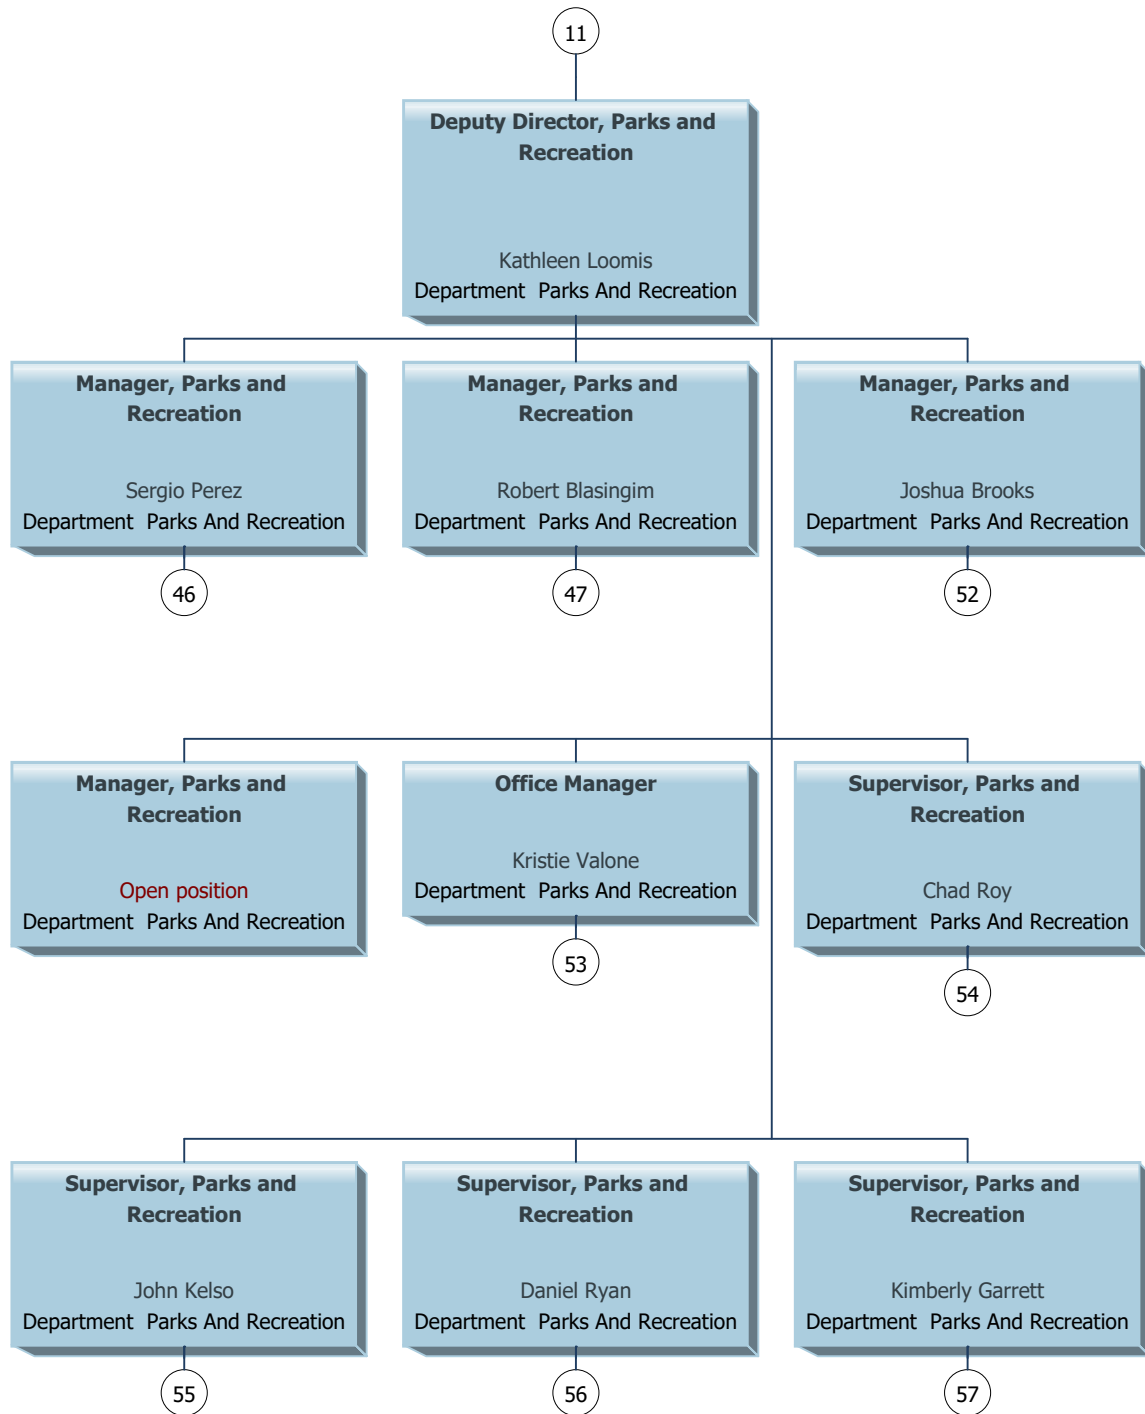 11
Deputy Director, Parks and
Recreation
Kathleen Loomis
Department  Parks And Recreation
Manager, Parks and
Recreation
Sergio Perez
Department  Parks And Recreation
46
Manager, Parks and
Recreation
Robert Blasingim
Department  Parks And Recreation
47
Manager, Parks and
Recreation
Joshua Brooks
Department  Parks And Recreation
52
Manager, Parks and
Recreation
Open position
Department  Parks And Recreation
Office Manager
Kristie Valone
Department  Parks And Recreation
53
Supervisor, Parks and
Recreation
Chad Roy
Department  Parks And Recreation
54
Supervisor, Parks and
Recreation
John Kelso
Department  Parks And Recreation
55
Supervisor, Parks and
Recreation
Daniel Ryan
Department  Parks And Recreation
56
Supervisor, Parks and
Recreation
Kimberly Garrett
Department  Parks And Recreation
57